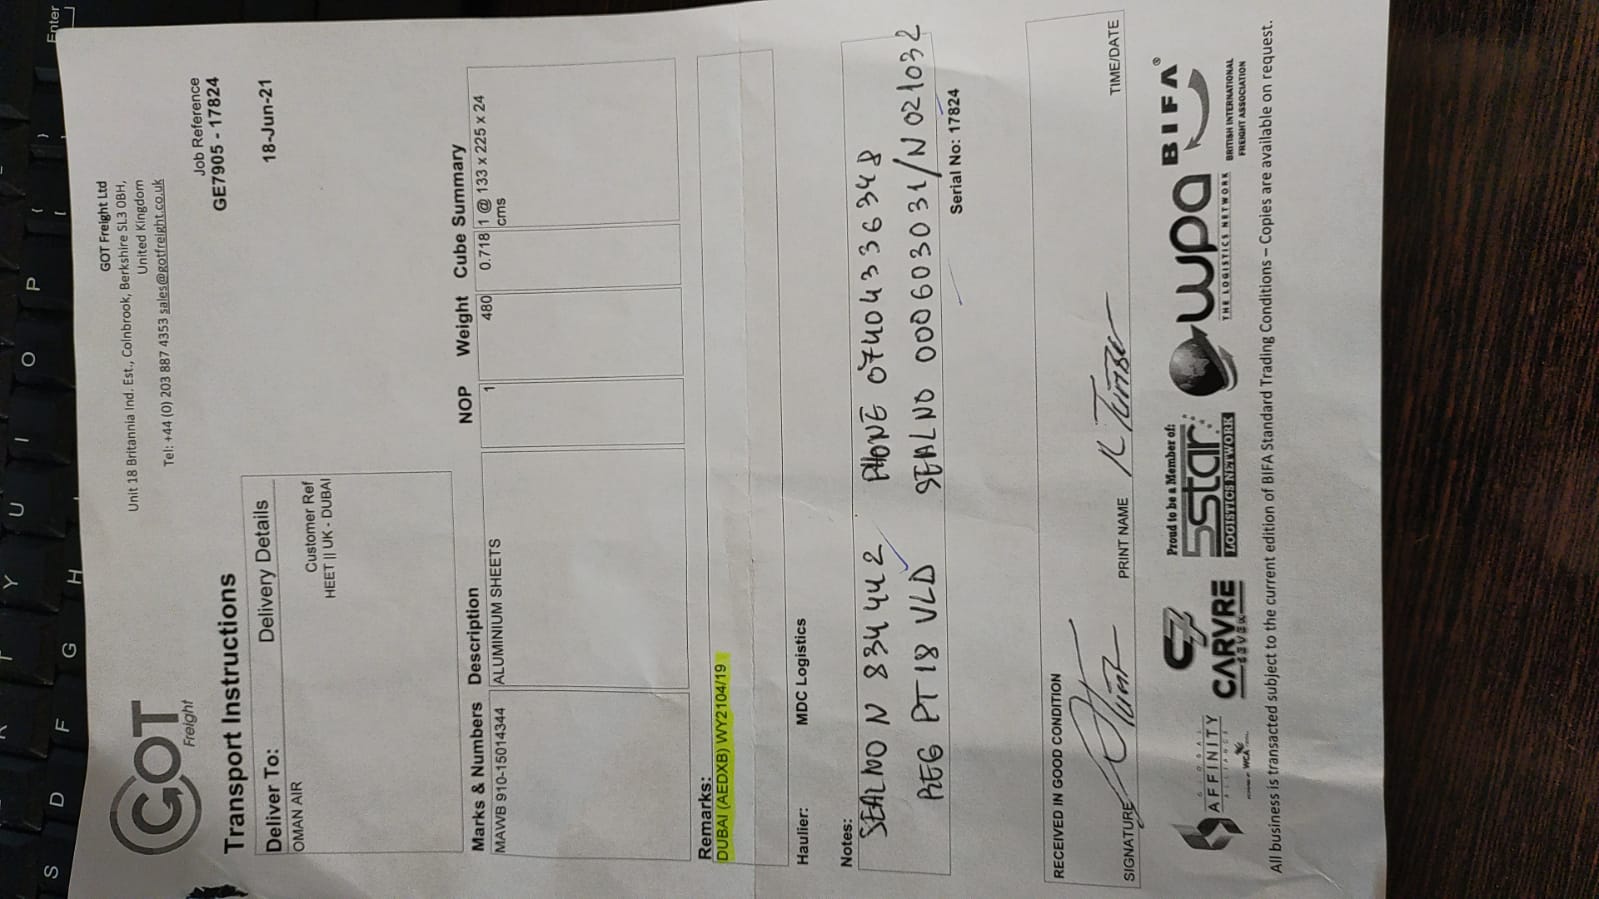 GOT
Freight
GOT Freight Ltd
Unit 18 Britannia Ind. Est., Colnbrook, Berkshire SL3 0BH,
United Kingdom
Tel: +44 (0) 203 887 4353 sales@gotfreight.co.uk
Job Reference
GE7905 - 17824
Transport Instructions
18-Jun-21
Deliver To:
OMAN AIR
Delivery Details
Customer Ref
HEET || UK - DUBAI
Marks & Numbers Description NOP Weight Cube Summary
MAWB 910-15014344 ALUMINIUM SHEETS 1 480 0.718 1 @ 133 x 225 x 24
cms
Remarks:
DUBAI (AEDXB) WY2104/19
Haulier: MDC Logistics
Notes:
SEAL NO N 834442 PHONE 07404336348
REG PT18 VLD SEAL NO 000603031/N021032
Serial No: 17824
RECEIVED IN GOOD CONDITION
SIGNATURE PRINT NAME TIME/DATE
Proud to be a Member of:
GLOBAL
AFFINITY
ALLIANCE
CARVRE
SEVEN
5star
LOGISTICS NETWORK
wpa
THE LOGISTICS NETWORK
BIFA®
BRITISH INTERNATIONAL
FREIGHT ASSOCIATION
All business is transacted subject to the current edition of BIFA Standard Trading Conditions – Copies are available on request.
Enter
Y U I O P
S D F G H